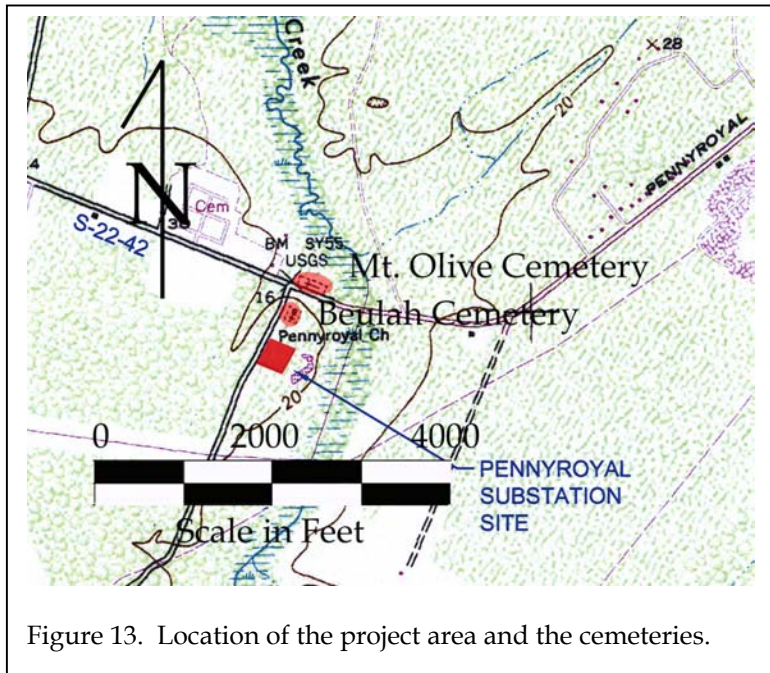 Creek
×28
20
PENNYROYAL
4
N
Cem
36
S-22-42
BM SY55
USGS
Mt. Olive Cemetery
16
Beulah Cemetery
Pennyroyal Ch
20
0 2000 4000
PENNYROYAL
SUBSTATION
SITE
Scale in Feet
Figure 13. Location of the project area and the cemeteries.